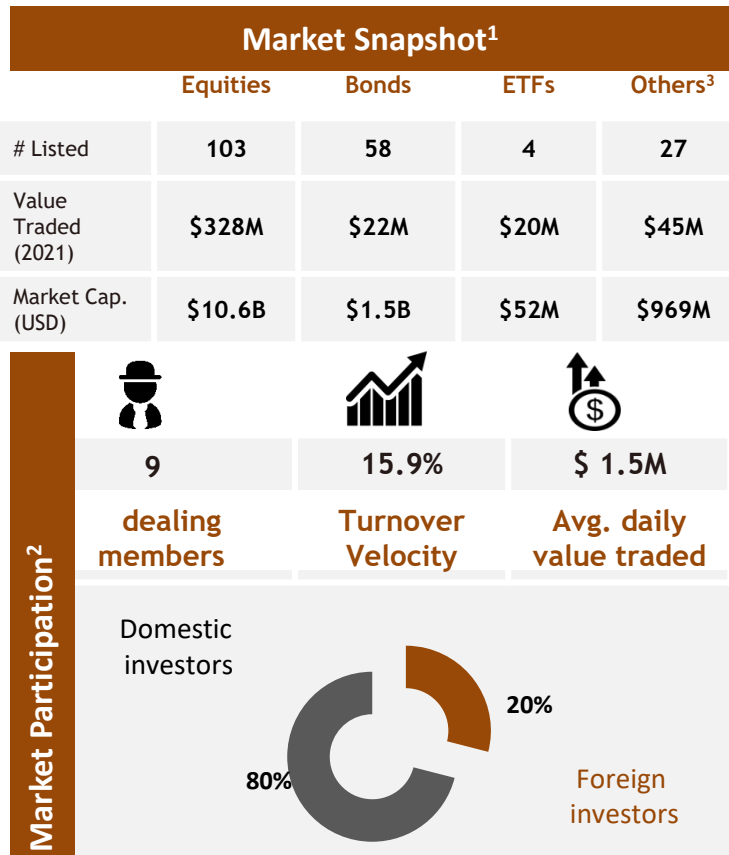 Market Snapshot¹
Equities Bonds ETFs Others³
# Listed 103 58 4 27
Value
Traded
(2021) $328M $22M $20M $45M
Market Cap.
(USD) $10.6B $1.5B $52M $969M
Market Participation²
$
9 15.9% $ 1.5M
dealing
members
Turnover
Velocity
Avg. daily
value traded
Domestic
investors
20%
80%
Foreign
investors